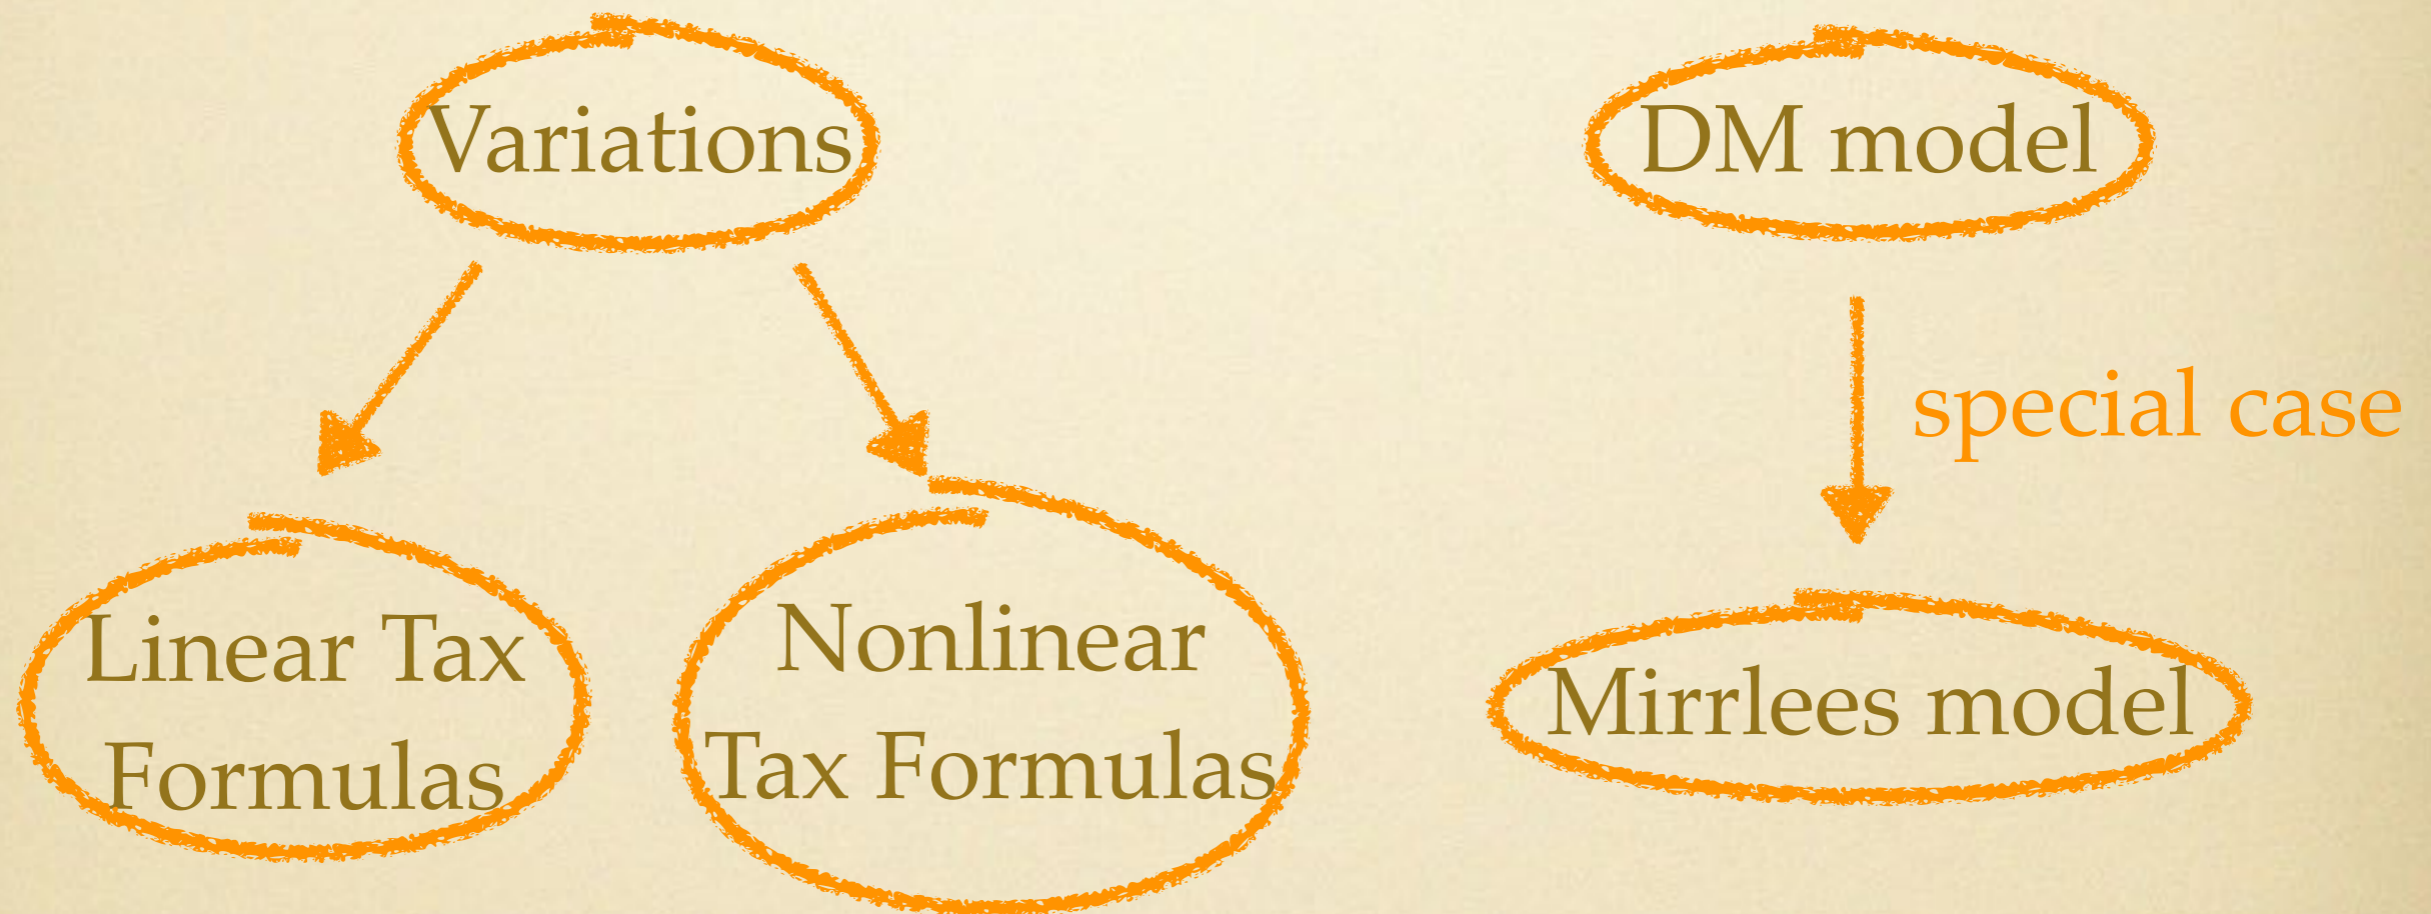 Variations
DM model
special case
Linear Tax
Formulas
Nonlinear
Tax Formulas
Mirrlees model